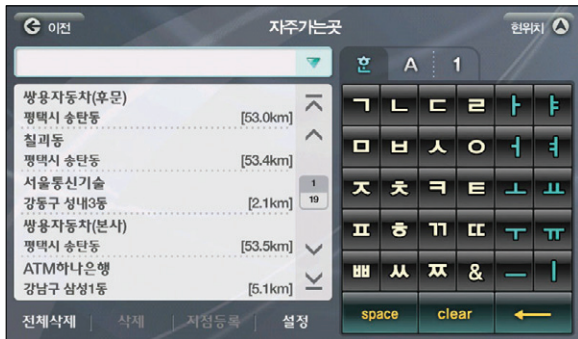 이전
자주가는곳
현위치
훈 A 1
쌍용자동차(후문)
평택시 송탄동 [53.0km]
칠괴동
평택시 송탄동 [53.4km]
서울통신기술
강동구 성내3동 [2.1km]
쌍용자동차(본사)
평택시 송탄동 [53.5km]
ATM하나은행
강남구 삼성1동 [5.1km]
1
19
ㄱ ㄴ ㄷ ㄹ ㅏ ㅑ
ㅁ ㅂ ㅅ ㅇ ㅓ ㅕ
ㅈ ㅊ ㅋ ㅌ ㅗ ㅛ
ㅍ ㅎ ㄲ ㄸ ㅜ ㅠ
ㅃ ㅆ ㅉ & ㅡ ㅣ
space clear
전체삭제 삭제 지점등록 설정